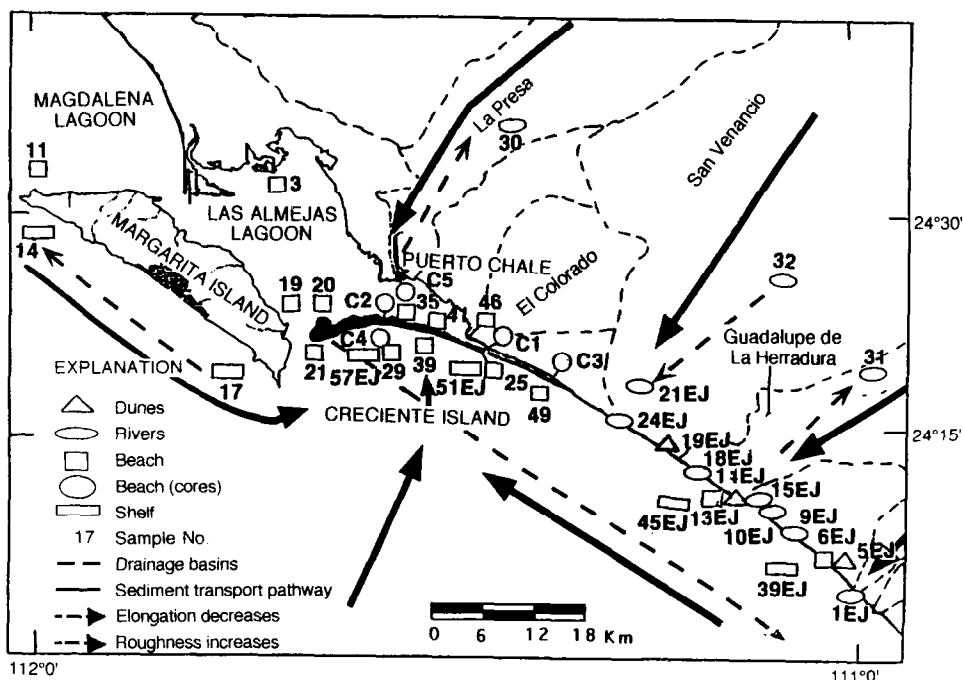 MAGDALENA
LAGOON
La Presa
30
San Venancio
11
3
LAS ALMEJAS
LAGOON
24°30'
MARGARITA ISLAND
14
PUERTO CHALE
C5
El Colorado
32
19
20
C2
35
41
46
C1
C3
Guadalupe de
La Herradura
31
EXPLANATION
C4
21
57EJ
29
39
51EJ
25
21EJ
17
49
CRECIENTE ISLAND
24EJ
24°15'
Dunes
Rivers
Beach
Beach (cores)
Shelf
17 Sample No.
Drainage basins
Sediment transport pathway
Elongation decreases
Roughness increases
19EJ
18EJ
11EJ
15EJ
45EJ
13EJ
9EJ
10EJ
6EJ
5EJ
39EJ
1EJ
0 6 12 18 Km
112°0'
111°0'